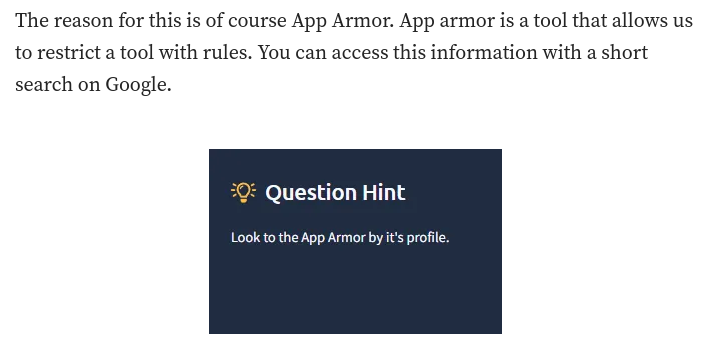 The reason for this is of course App Armor. App armor is a tool that allows us
to restrict a tool with rules. You can access this information with a short
search on Google.
Question Hint
Look to the App Armor by it's profile.